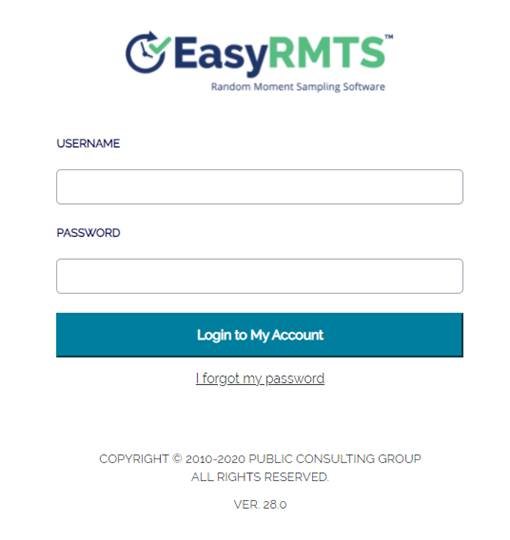 EasyRMTS™
Random Moment Sampling Software
USERNAME
PASSWORD
Login to My Account
I forgot my password
COPYRIGHT © 2010-2020 PUBLIC CONSULTING GROUP
ALL RIGHTS RESERVED.
VER. 28.0